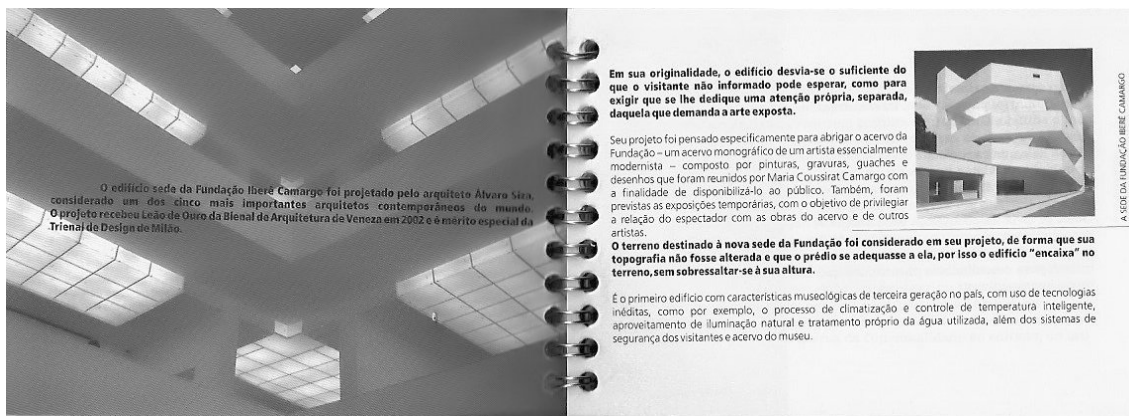 O edifício sede da Fundação Iberê Camargo foi projetado pelo arquiteto Álvaro Siza,
considerado um dos cinco mais importantes arquitetos contemporâneos do mundo.
O projeto recebeu Leão de Ouro da Bienal de Arquitetura de Veneza em 2002 e é mérito especial da
Trienal de Design de Milão.
Em sua originalidade, o edifício desvia-se o suficiente do
que o visitante não informado pode esperar, como para
exigir que se lhe dedique uma atenção própria, separada,
daquela que demanda a arte exposta.
Seu projeto foi pensado especificamente para abrigar o acervo da
Fundação – um acervo monográfico de um artista essencialmente
modernista – composto por pinturas, gravuras, guaches e
desenhos que foram reunidos por Maria Coussirat Camargo com
a finalidade de disponibilizá-lo ao público. Também, foram
previstas as exposições temporárias, com o objetivo de privilegiar
a relação do espectador com as obras do acervo e de outros
artistas.
O terreno destinado à nova sede da Fundação foi considerado em seu projeto, de forma que sua
topografia não fosse alterada e que o prédio se adequasse a ela, por isso o edifício "encaixa" no
terreno, sem sobressaltar-se à sua altura.
É o primeiro edifício com características museológicas de terceira geração no país, com uso de tecnologias
inéditas, como por exemplo, o processo de climatização e controle de temperatura inteligente,
aproveitamento de iluminação natural e tratamento próprio da água utilizada, além dos sistemas de
segurança dos visitantes e acervo do museu.
A SEDE DA FUNDAÇÃO IBERÊ CAMARGO